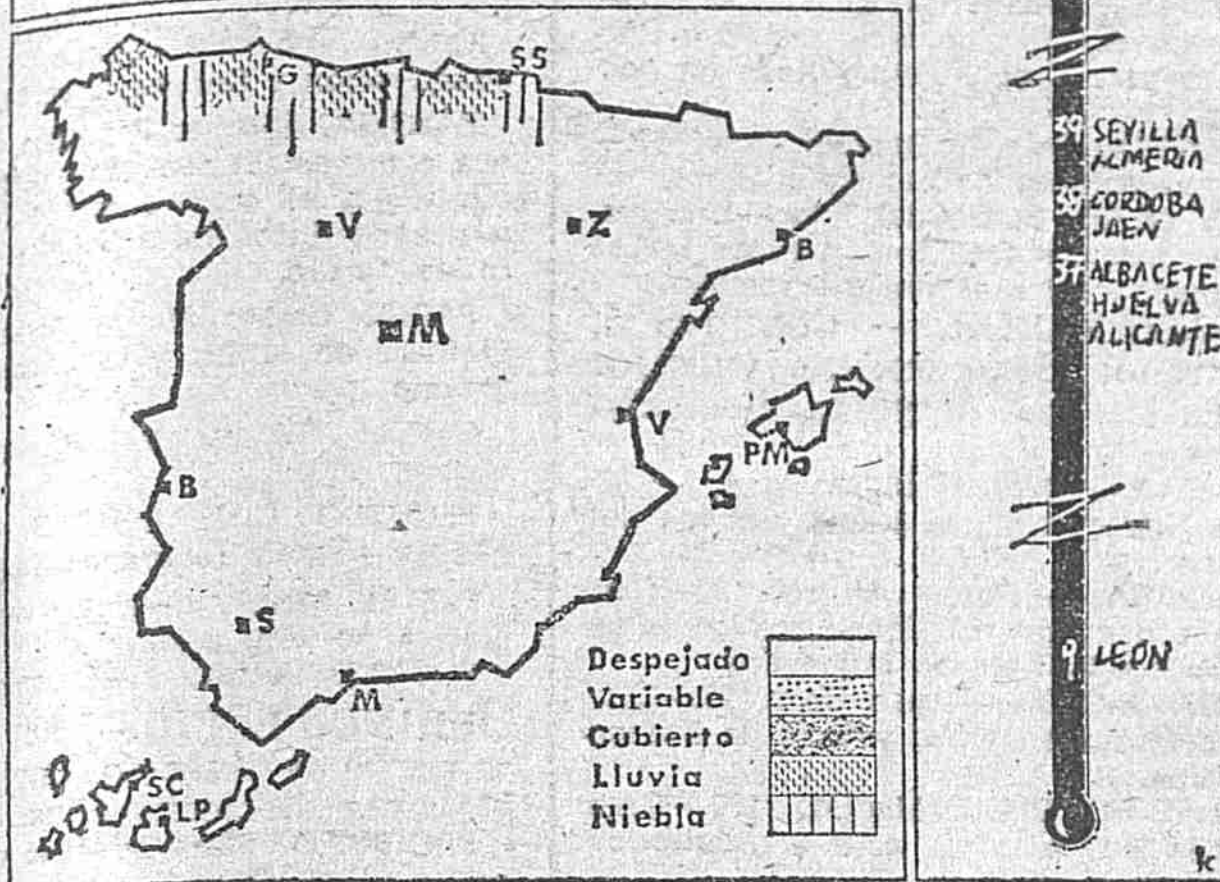 SS
G
V
Z
B
M
V
PM
B
S
M
SC
LP
Despejado
Variable
Cubierto
Lluvia
Niebla
39 SEVILLA
ALMERIA
38 CORDOBA
JAEN
37 ALBACETE
HUELVA
ALICANTE
9 LEON